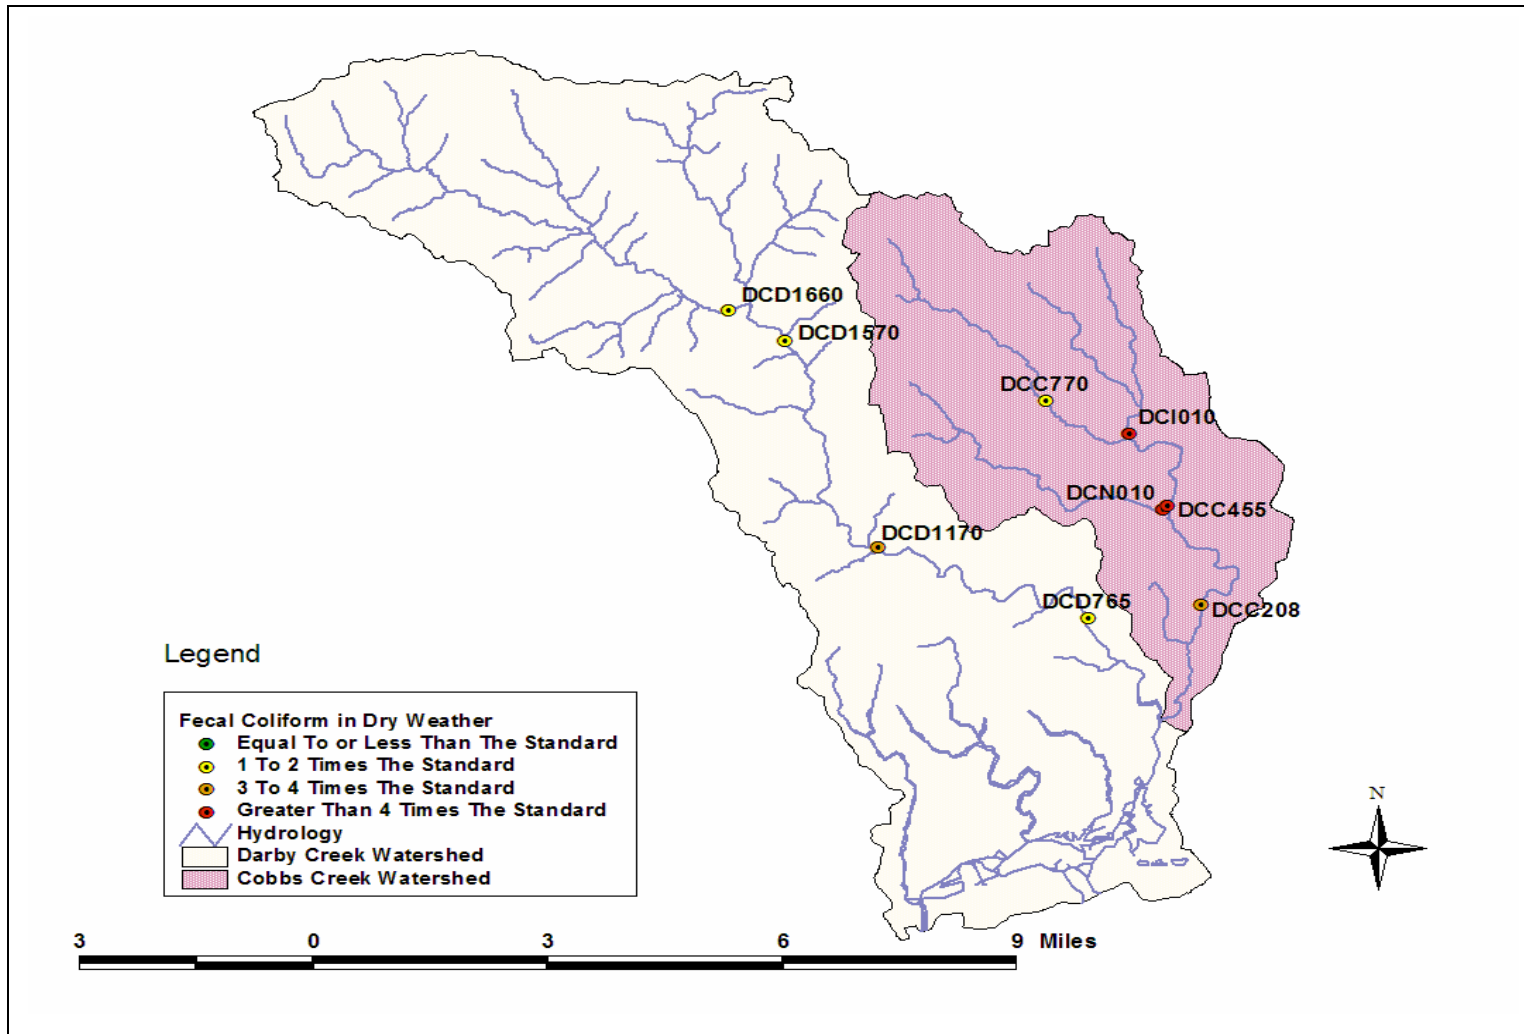 DCD1660
DCD1570
DCC770
DCI010
DCN010
DCC455
DCD1170
DCD765
DCC208
Legend
Fecal Coliform in Dry Weather
Equal To or Less Than The Standard
1 To 2 Times The Standard
3 To 4 Times The Standard
Greater Than 4 Times The Standard
Hydrology
Darby Creek Watershed
Cobbs Creek Watershed
N
3 0 3 6 9 Miles